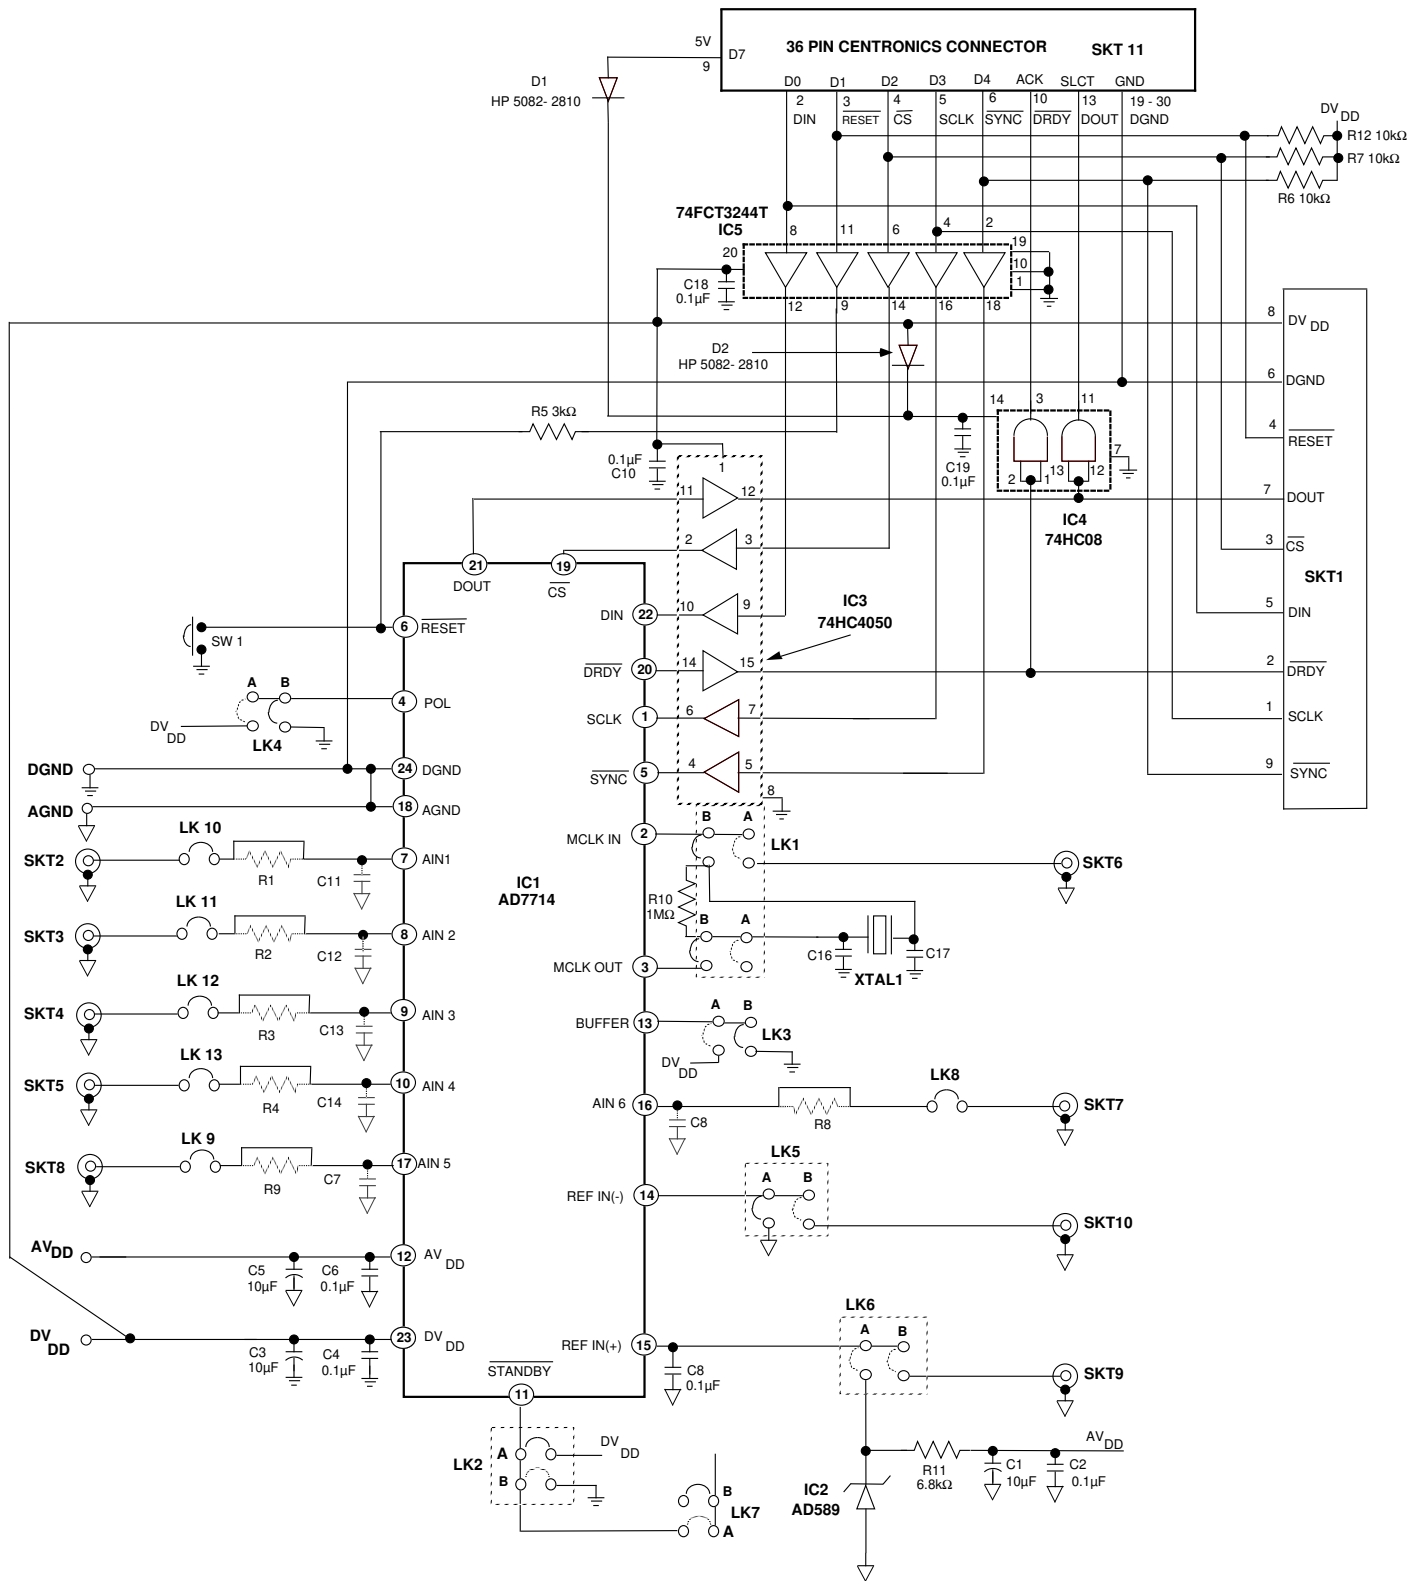 36 PIN CENTRONICS CONNECTOR SKT 11
5V
9
D7
D0 D1 D2 D3 D4 ACK SLCT GND
2 3 4 5 6 10 13 19 - 30
DIN RESET CS SCLK SYNC DRDY DOUT DGND
D1
HP 5082- 2810
DV DD
R12 10kΩ
R7 10kΩ
R6 10kΩ
74FCT3244T
IC5
8 11 6 4 2
20
19
10
1
C18
0.1µF
12 9 14 16 18
D2
HP 5082- 2810
8 DV DD
6 DGND
4 RESET
7 DOUT
3 CS
SKT1
5 DIN
2 DRDY
1 SCLK
9 SYNC
R5 3kΩ
14 3 11
7
2 1 13 12
C19
0.1µF
IC4
74HC08
0.1µF
C10
1
11 12
2 3
10 9
14 15
6 7
4 5
8
IC3
74HC4050
21
DOUT
19
CS
DIN 22
DRDY 20
SCLK 1
SYNC 5
SW 1
6 RESET
A B
4 POL
DV DD
LK4
DGND
24 DGND
AGND
18 AGND
MCLK IN 2
B A
LK1
SKT6
R10
1MΩ
B A
MCLK OUT 3
C16
C17
XTAL1
IC1
AD7714
SKT2
LK 10
R1
C11
7 AIN1
SKT3
LK 11
R2
C12
8 AIN 2
SKT4
LK 12
R3
C13
9 AIN 3
SKT5
LK 13
R4
C14
10 AIN 4
SKT8
LK 9
R9
C7
17 AIN 5
BUFFER 13
A B
LK3
DV DD
AIN 6 16
C8
R8
LK8
SKT7
LK5
A B
REF IN(-) 14
SKT10
AVDD
C5
10µF
C6
0.1µF
12 AV DD
DV DD
C3
10µF
C4
0.1µF
23 DV DD
REF IN(+) 15
C8
0.1µF
LK6
A B
SKT9
STANDBY
11
LK2
A
B
DV DD
B
LK7
A
IC2
AD589
R11
6.8kΩ
C1
10µF
C2
0.1µF
AV DD